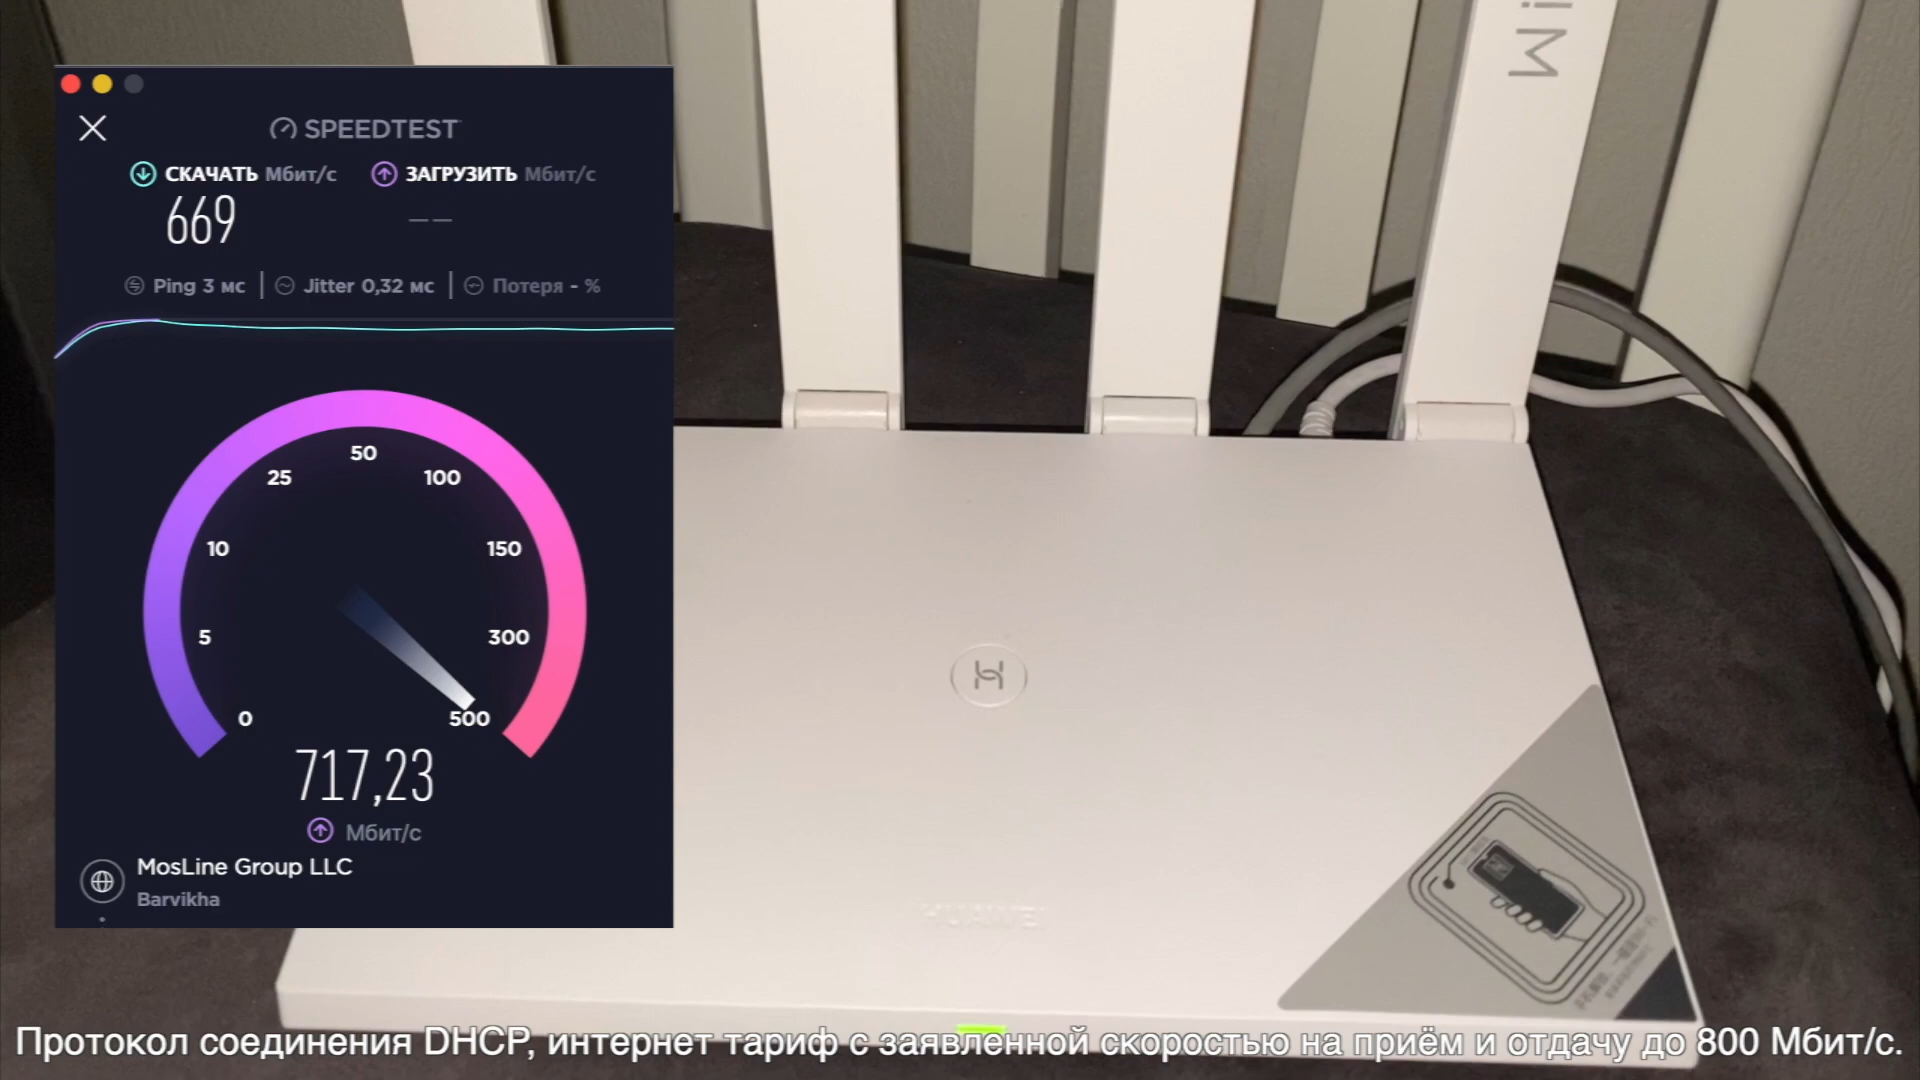 SPEEDTEST
СКАЧАТЬ Мбит/с
ЗАГРУЗИТЬ Мбит/с
669
——
Ping 3 мс
Jitter 0,32 мс
Потеря - %
0
5
10
25
50
100
150
300
500
717,23
Мбит/с
MosLine Group LLC
Barvikha
HUAWEI
Протокол соединения DHCP, интернет тариф с заявленной скоростью на приём и отдачу до 800 Мбит/с.